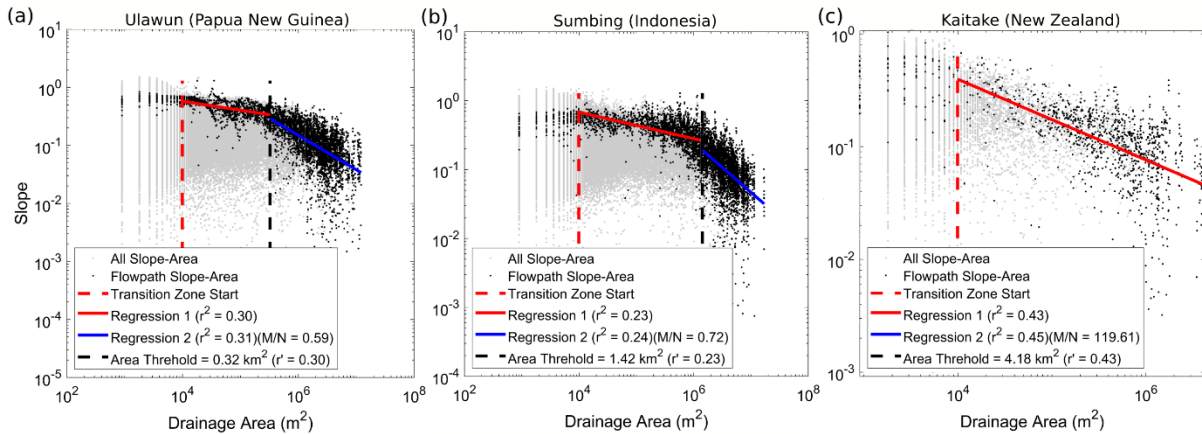 (a) Ulawun (Papua New Guinea)
10^2
10^1
10^0
10^-1
10^-2
10^-3
10^-4
10^-5
Slope
All Slope-Area
Flowpath Slope-Area
Transition Zone Start
Regression 1 (r^2 = 0.30)
Regression 2 (r^2 = 0.31)(M/N = 0.59)
Area Threhold = 0.32 km^2 (r' = 0.30)
10^2 10^4 10^6 10^8
Drainage Area (m^2)
(b) Sumbing (Indonesia)
10^1
10^0
10^-1
10^-2
10^-3
10^-4
All Slope-Area
Flowpath Slope-Area
Transition Zone Start
Regression 1 (r^2 = 0.23)
Regression 2 (r^2 = 0.24)(M/N = 0.72)
Area Threhold = 1.42 km^2 (r' = 0.23)
10^2 10^4 10^6 10^8
Drainage Area (m^2)
(c) Kaitake (New Zealand)
10^0
10^-1
10^-2
10^-3
All Slope-Area
Flowpath Slope-Area
Transition Zone Start
Regression 1 (r^2 = 0.43)
Regression 2 (r^2 = 0.45)(M/N = 119.61)
Area Threhold = 4.18 km^2 (r' = 0.43)
10^4 10^6
Drainage Area (m^2)